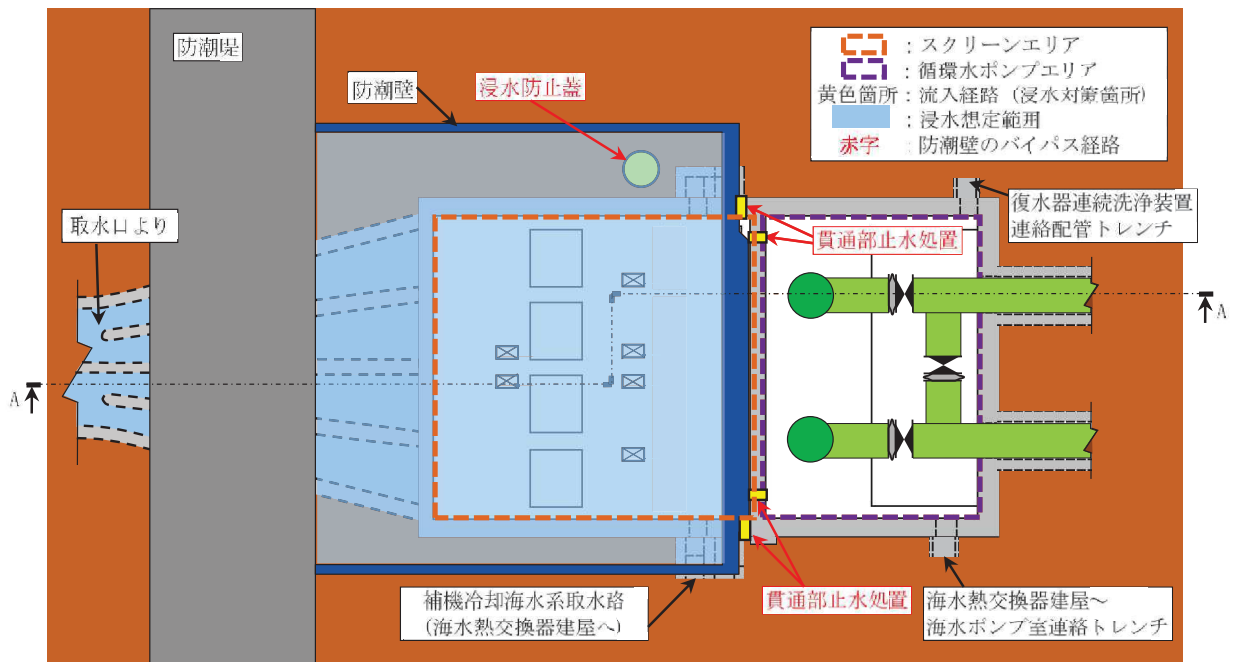 防潮堤
防潮壁
浸水防止蓋
：スクリーンエリア
：循環水ポンプエリア
黄色箇所：流入経路（浸水対策箇所）
：浸水想定範囲
赤字：防潮壁のバイパス経路
取水口より
貫通部止水処置
復水器連続洗浄装置
連絡配管トレンチ
A
A
補機冷却海水系取水路
(海水熱交換器建屋へ)
貫通部止水処置
海水熱交換器建屋～
海水ポンプ室連絡トレンチ